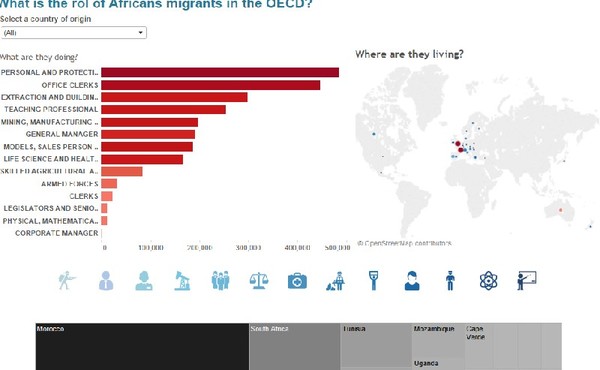 What is the rol of Africans migrants in the OECD?
Select a country of origin
(All)
What are they doing?
Where are they living?
PERSONAL AND PROTECTI..
OFFICE CLERKS
EXTRACTION AND BUILDIN..
TEACHING PROFESSIONAL
MINING, MANUFACTURING ..
GENERAL MANAGER
MODELS, SALES PERSON ..
LIFE SCIENCE AND HEALT..
SKILLED AGRICULTURAL A..
ARMED FORCES
CLERKS
LEGISLATORS AND SENIO..
PHYSICAL, MATHEMATICA..
CORPORATE MANAGER
0 100,000 200,000 300,000 400,000 500,000
© OpenStreetMap contributors
Morocco
South Africa
Tunisia
Mozambique
Cape
Verde
Uganda